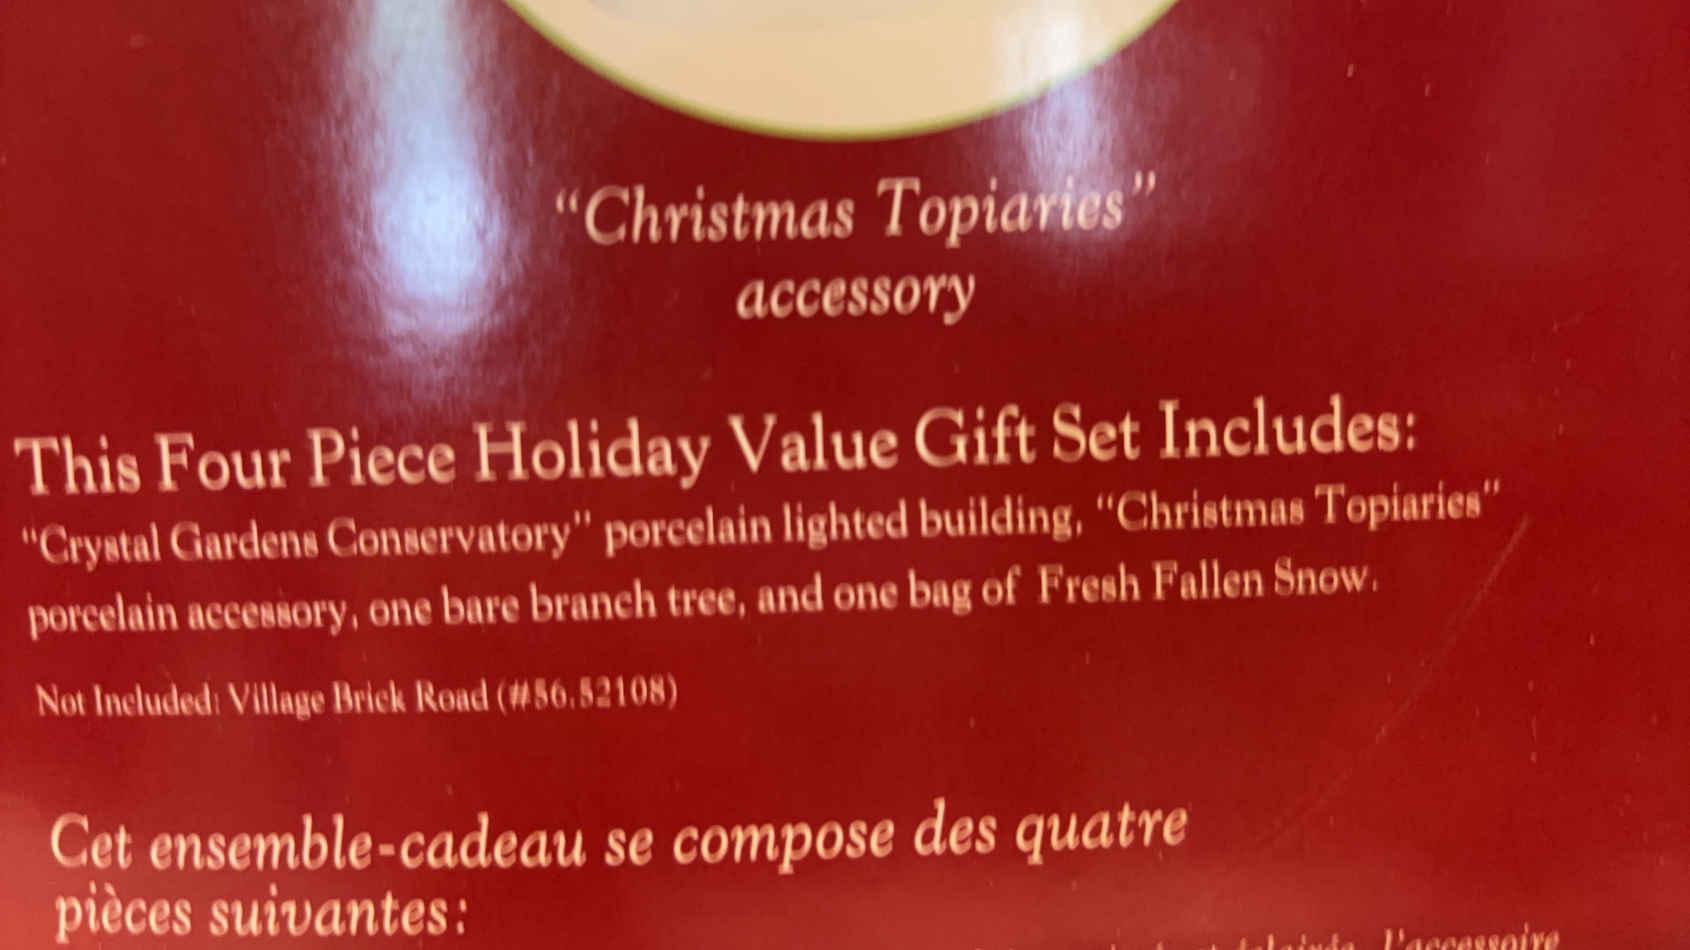 “Christmas Topiaries”
accessory
This Four Piece Holiday Value Gift Set Includes:
“Crystal Gardens Conservatory” porcelain lighted building, “Christmas Topiaries”
porcelain accessory, one bare branch tree, and one bag of Fresh Fallen Snow.
Not Included: Village Brick Road (#56.52108)
Cet ensemble-cadeau se compose des quatre
pièces suivantes:
l’accessoire